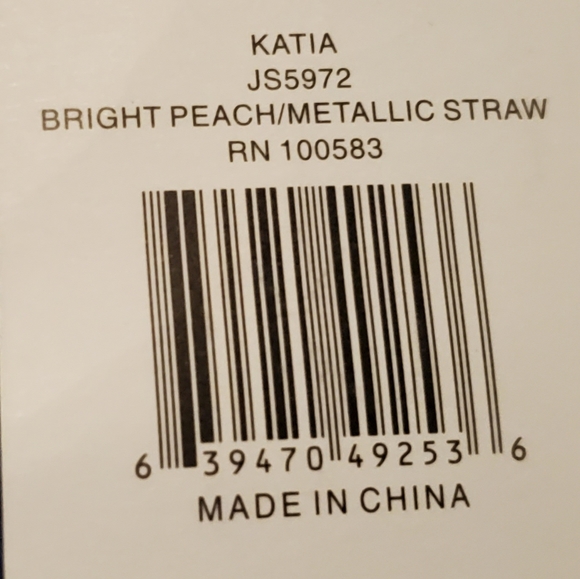 KATIA
JS5972
BRIGHT PEACH/METALLIC STRAW
RN 100583
6 39470 49253 6
MADE IN CHINA